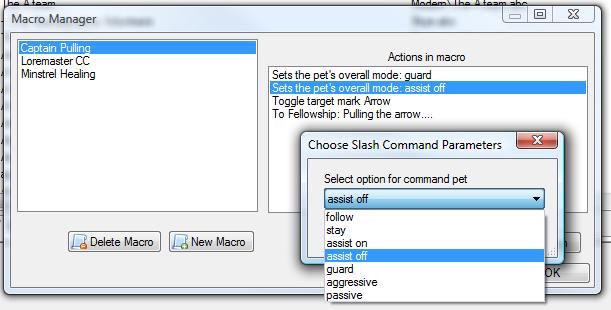 Macro Manager
Captain Pulling
Loremaster CC
Minstrel Healing
Actions in macro
Sets the pet's overall mode: guard
Sets the pet's overall mode: assist off
Toggle target mark Arrow
To Fellowship: Pulling the arrow....
Delete Macro
New Macro
Choose Slash Command Parameters
Select option for command pet
assist off
follow
stay
assist on
assist off
guard
aggressive
passive
OK